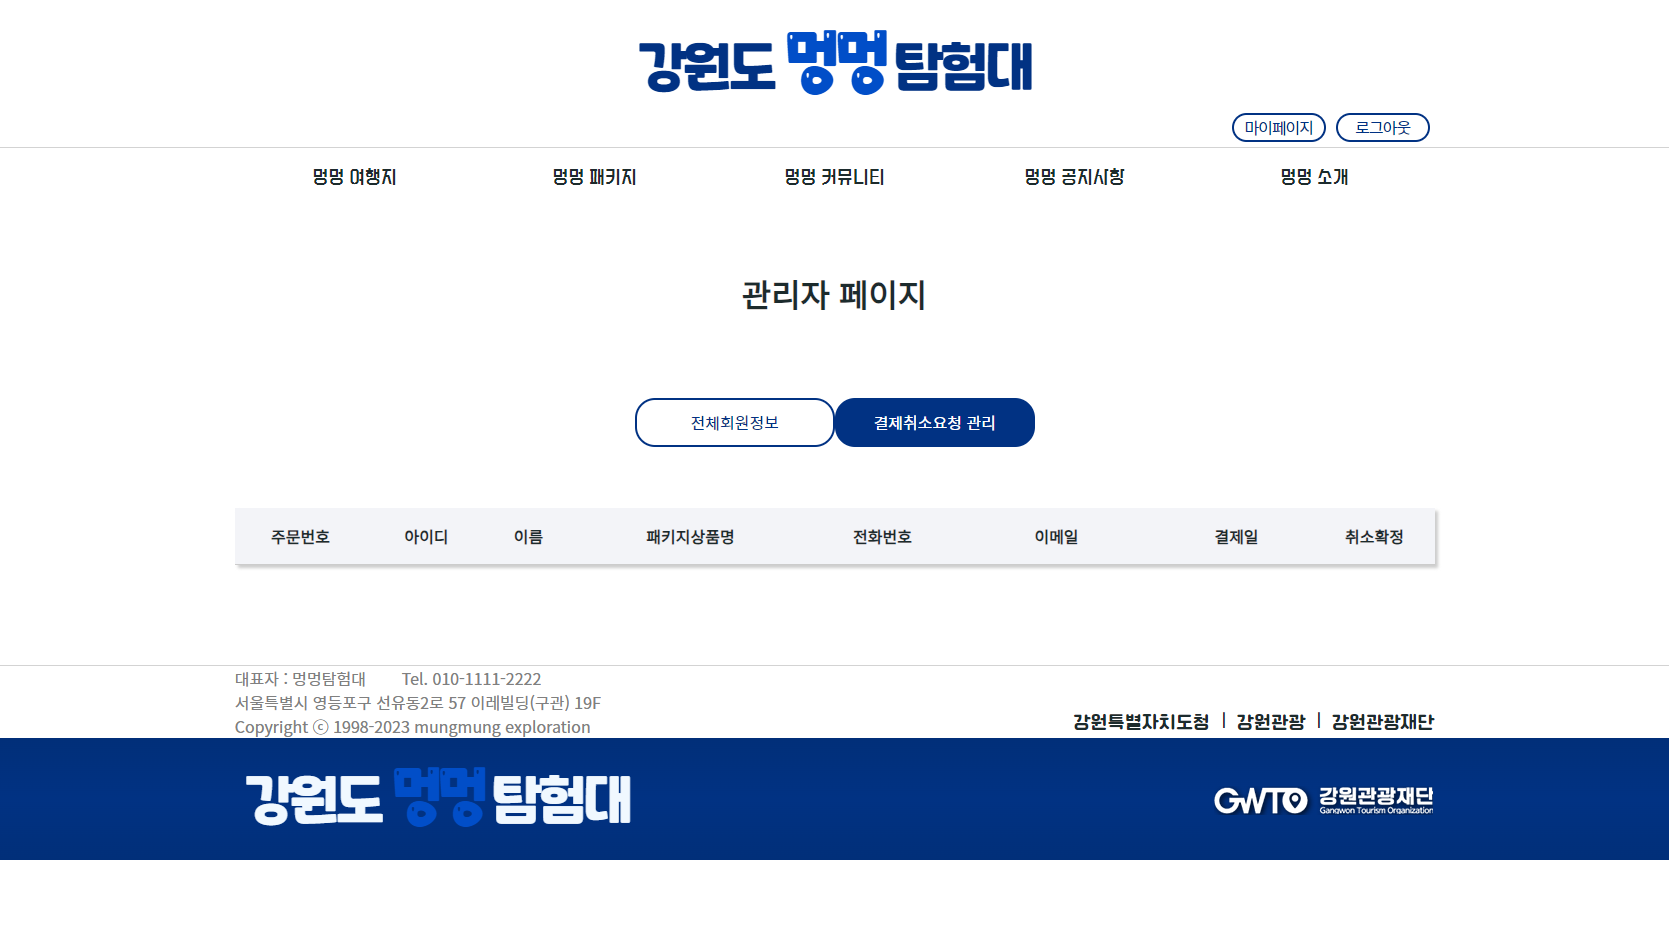 강원도 멍멍 탐험대
마이페이지 로그아웃
멍멍 여행지 멍멍 패키지 멍멍 커뮤니티 멍멍 공지사항 멍멍 소개
관리자 페이지
전체회원정보 결제취소요청 관리
주문번호 아이디 이름 패키지상품명 전화번호 이메일 결제일 취소확정
대표자 : 멍멍탐험대 Tel. 010-1111-2222
서울특별시 영등포구 선유동2로 57 이레빌딩(구관) 19F
Copyright ⓒ 1998-2023 mungmung exploration
강원특별자치도청 | 강원관광 | 강원관광재단
강원도 멍멍 탐험대
GWTO 강원관광재단
Gangwon Tourism Organization